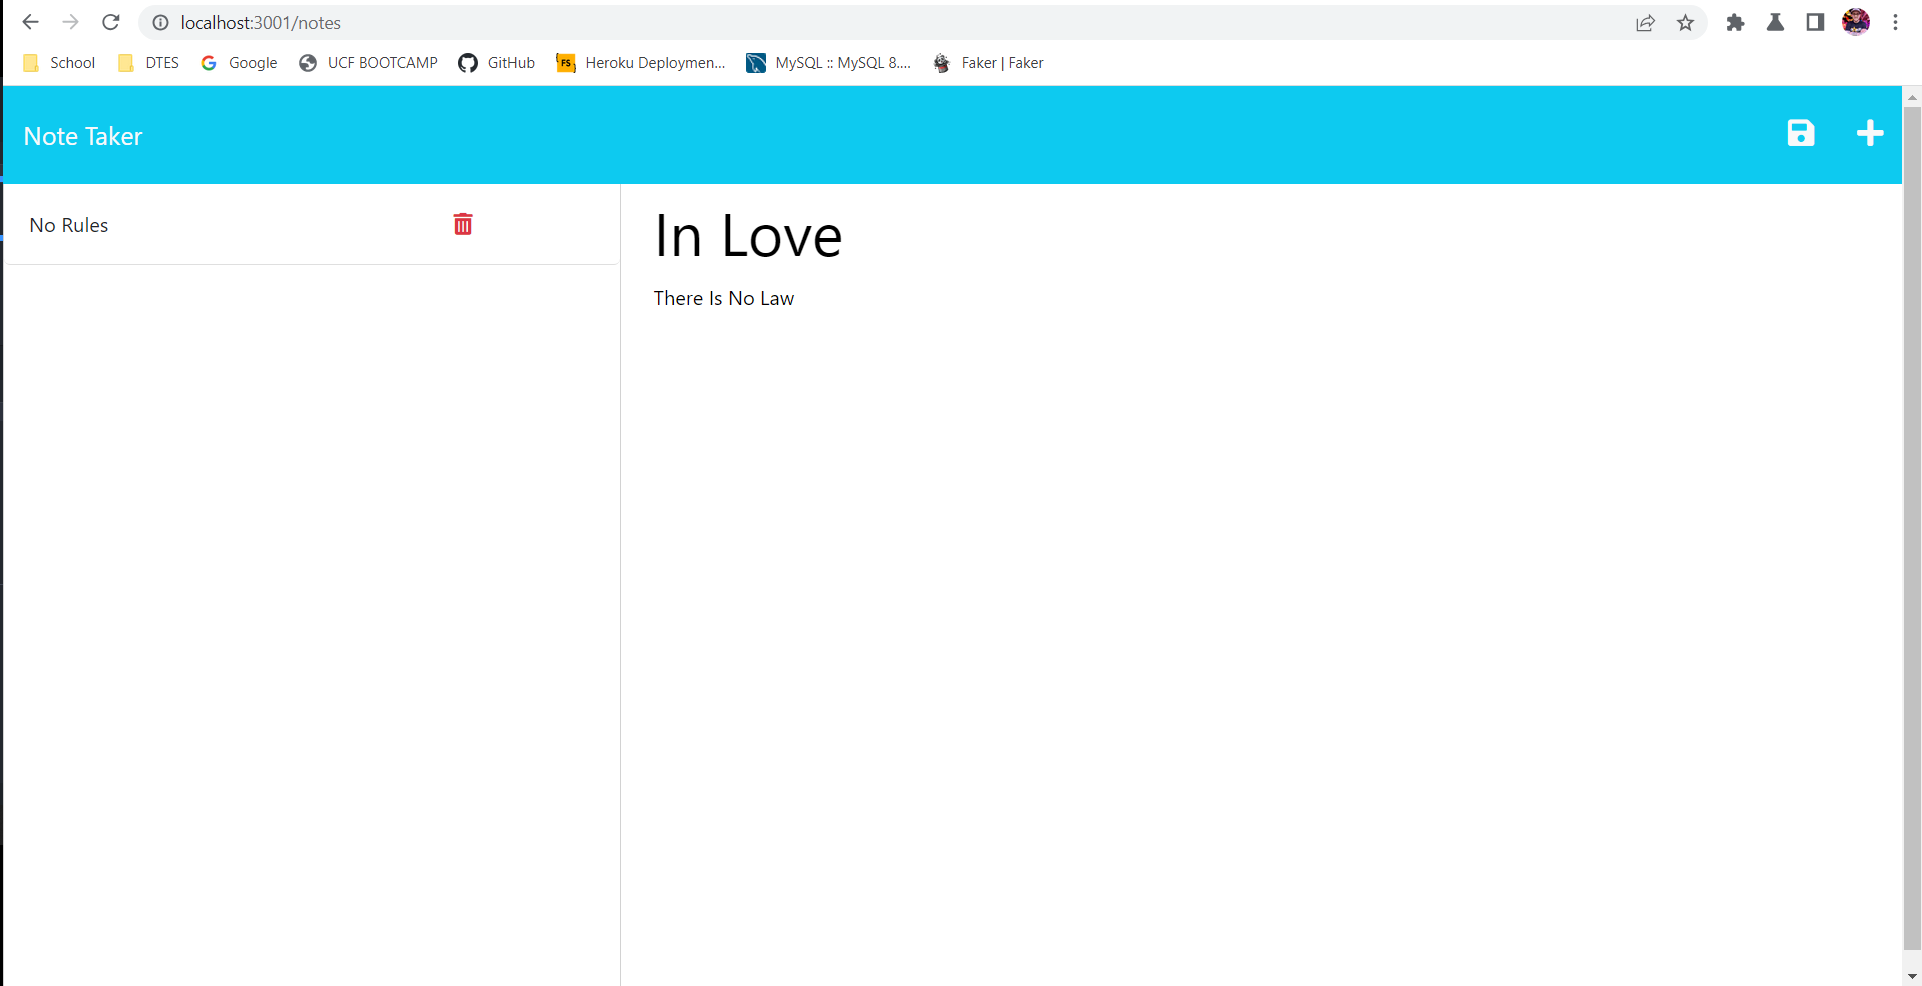 localhost:3001/notes
School DTES Google UCF BOOTCAMP GitHub FS Heroku Deploymen... MySQL :: MySQL 8.... Faker | Faker
Note Taker
No Rules
In Love
There Is No Law